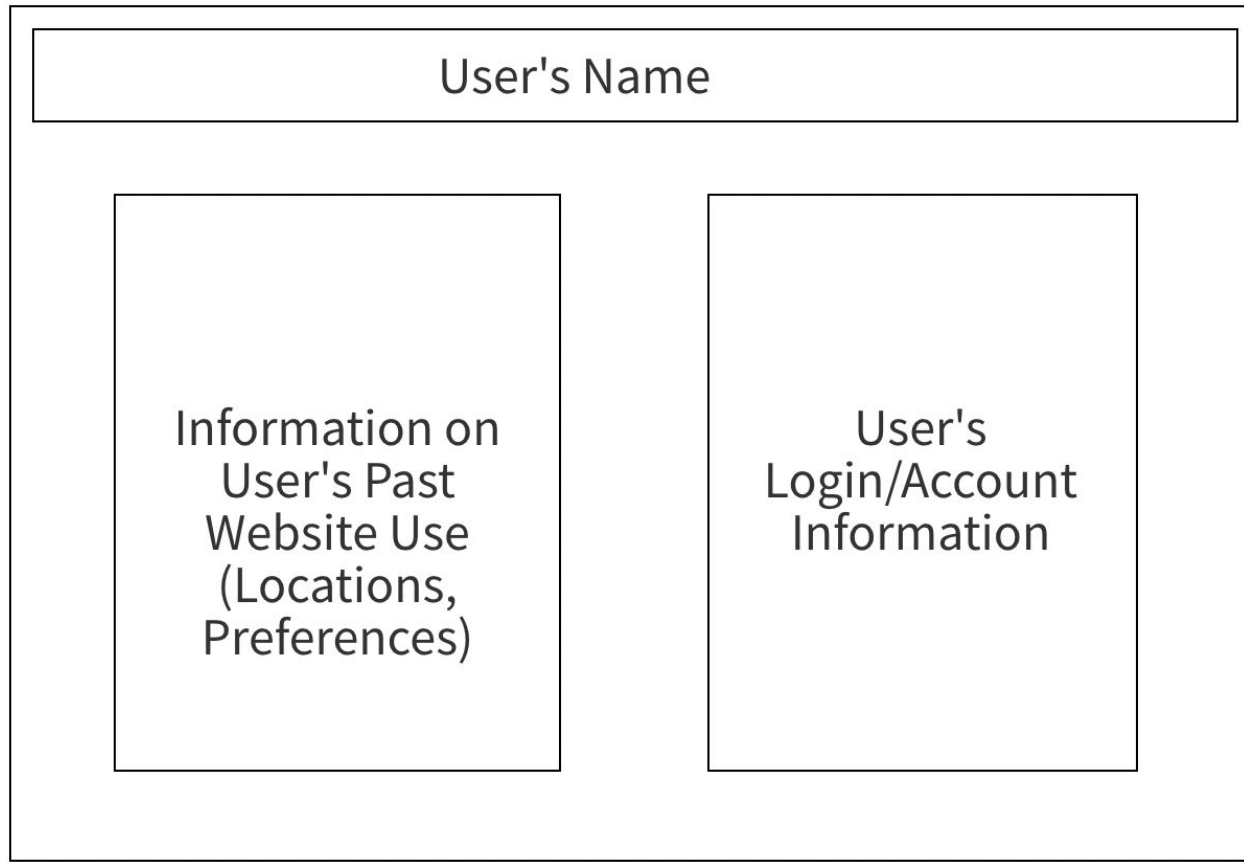 User's Name
Information on
User's Past
Website Use
(Locations,
Preferences)
User's
Login/Account
Information